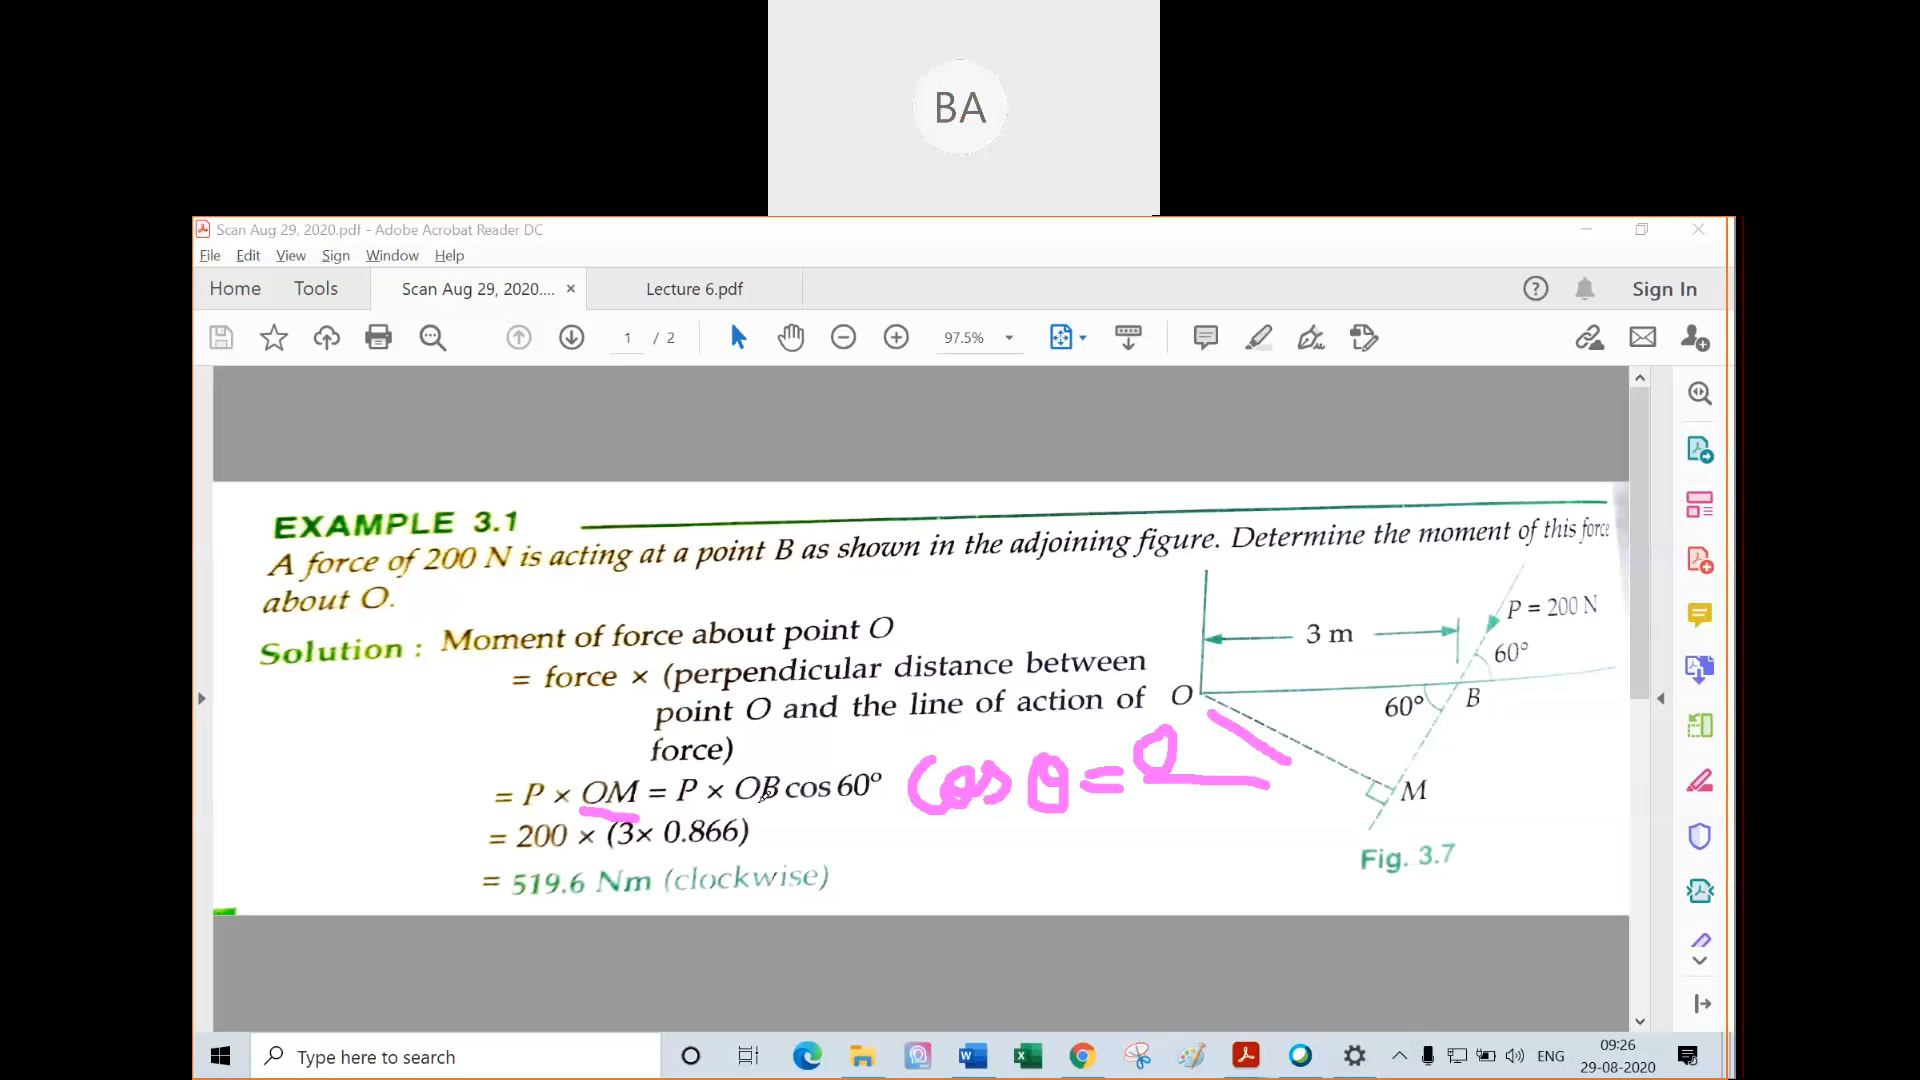 BA
Scan Aug 29, 2020.pdf - Adobe Acrobat Reader DC
File Edit View Window Help
Home Tools Scan Aug 29, 2020.... × Lecture 6.pdf Sign In
1 / 2 97.5%
EXAMPLE 3.1
A force of 200 N is acting at a point B as shown in the adjoining figure. Determine the moment of this force
about O.
Solution : Moment of force about point O
= force × (perpendicular distance between
point O and the line of action of
force)
= P × OM = P × OB cos 60°
= 200 × (3× 0.866)
= 519.6 Nm (clockwise)
cos θ =
P = 200 N
3 m
60°
O
60°
B
M
Fig. 3.7
Type here to search
ENG
09:26
29-08-2020